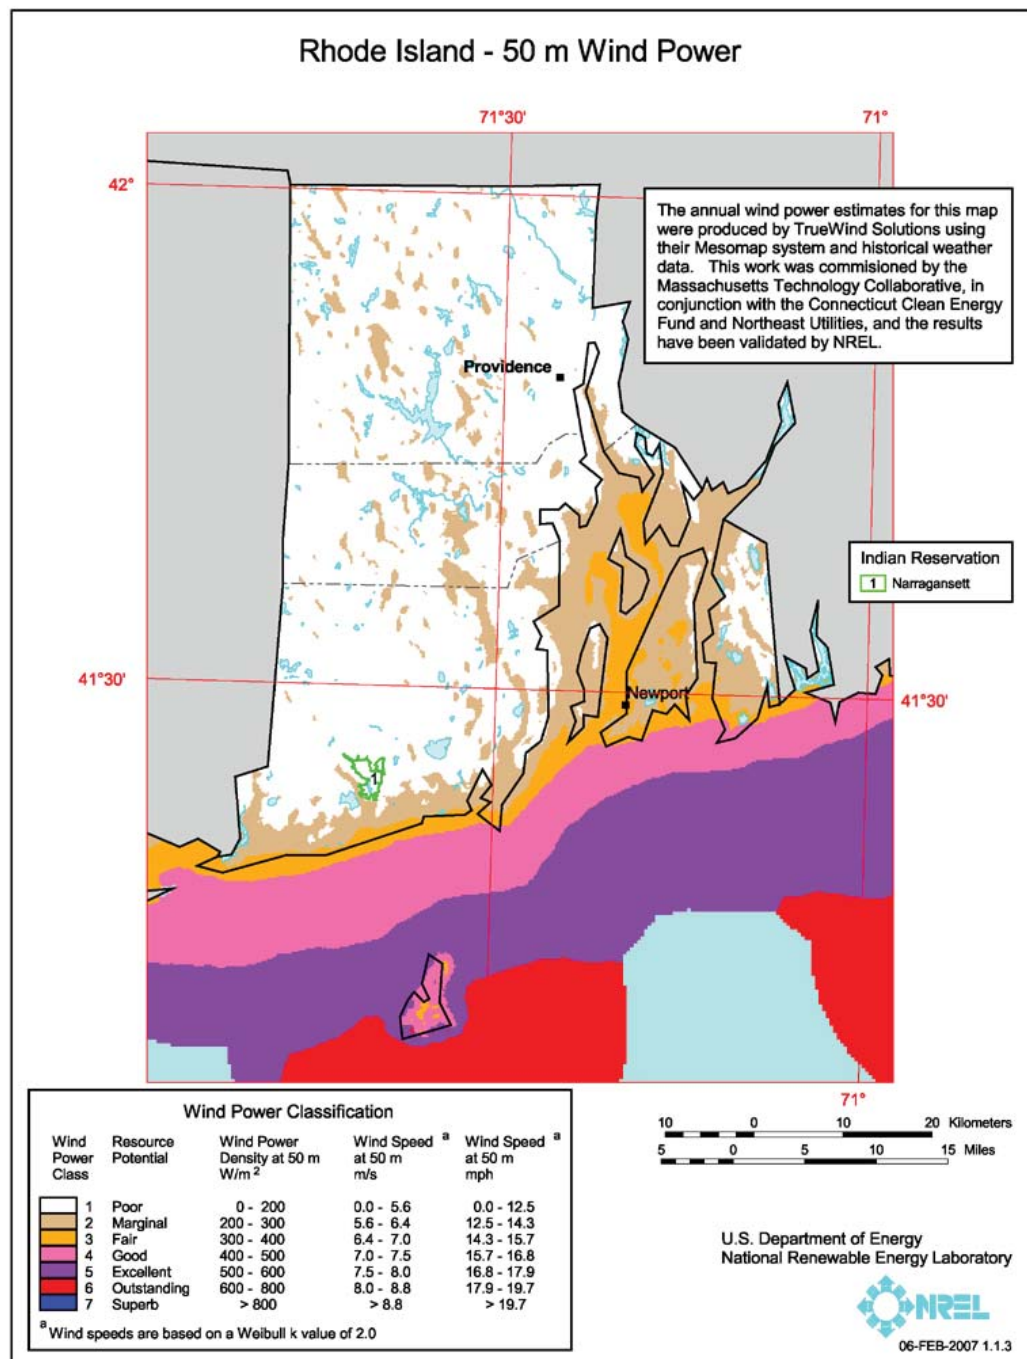 Rhode Island - 50 m Wind Power
71°30'
71°
42°
The annual wind power estimates for this map
were produced by TrueWind Solutions using
their Mesomap system and historical weather
data. This work was commisioned by the
Massachusetts Technology Collaborative, in
conjunction with the Connecticut Clean Energy
Fund and Northeast Utilities, and the results
have been validated by NREL.
Providence
Indian Reservation
1 Narragansett
41°30'
Newport
41°30'
1
71°
Wind Power Classification
Wind Power Class Resource Potential Wind Power Density at 50 m W/m 2 Wind Speed a at 50 m m/s Wind Speed a at 50 m mph
1 Poor 0 - 200 0.0 - 5.6 0.0 - 12.5
2 Marginal 200 - 300 5.6 - 6.4 12.5 - 14.3
3 Fair 300 - 400 6.4 - 7.0 14.3 - 15.7
4 Good 400 - 500 7.0 - 7.5 15.7 - 16.8
5 Excellent 500 - 600 7.5 - 8.0 16.8 - 17.9
6 Outstanding 600 - 800 8.0 - 8.8 17.9 - 19.7
7 Superb > 800 > 8.8 > 19.7
a Wind speeds are based on a Weibull k value of 2.0
10 0 10 20 Kilometers
5 0 5 10 15 Miles
U.S. Department of Energy
National Renewable Energy Laboratory
NREL
06-FEB-2007 1.1.3